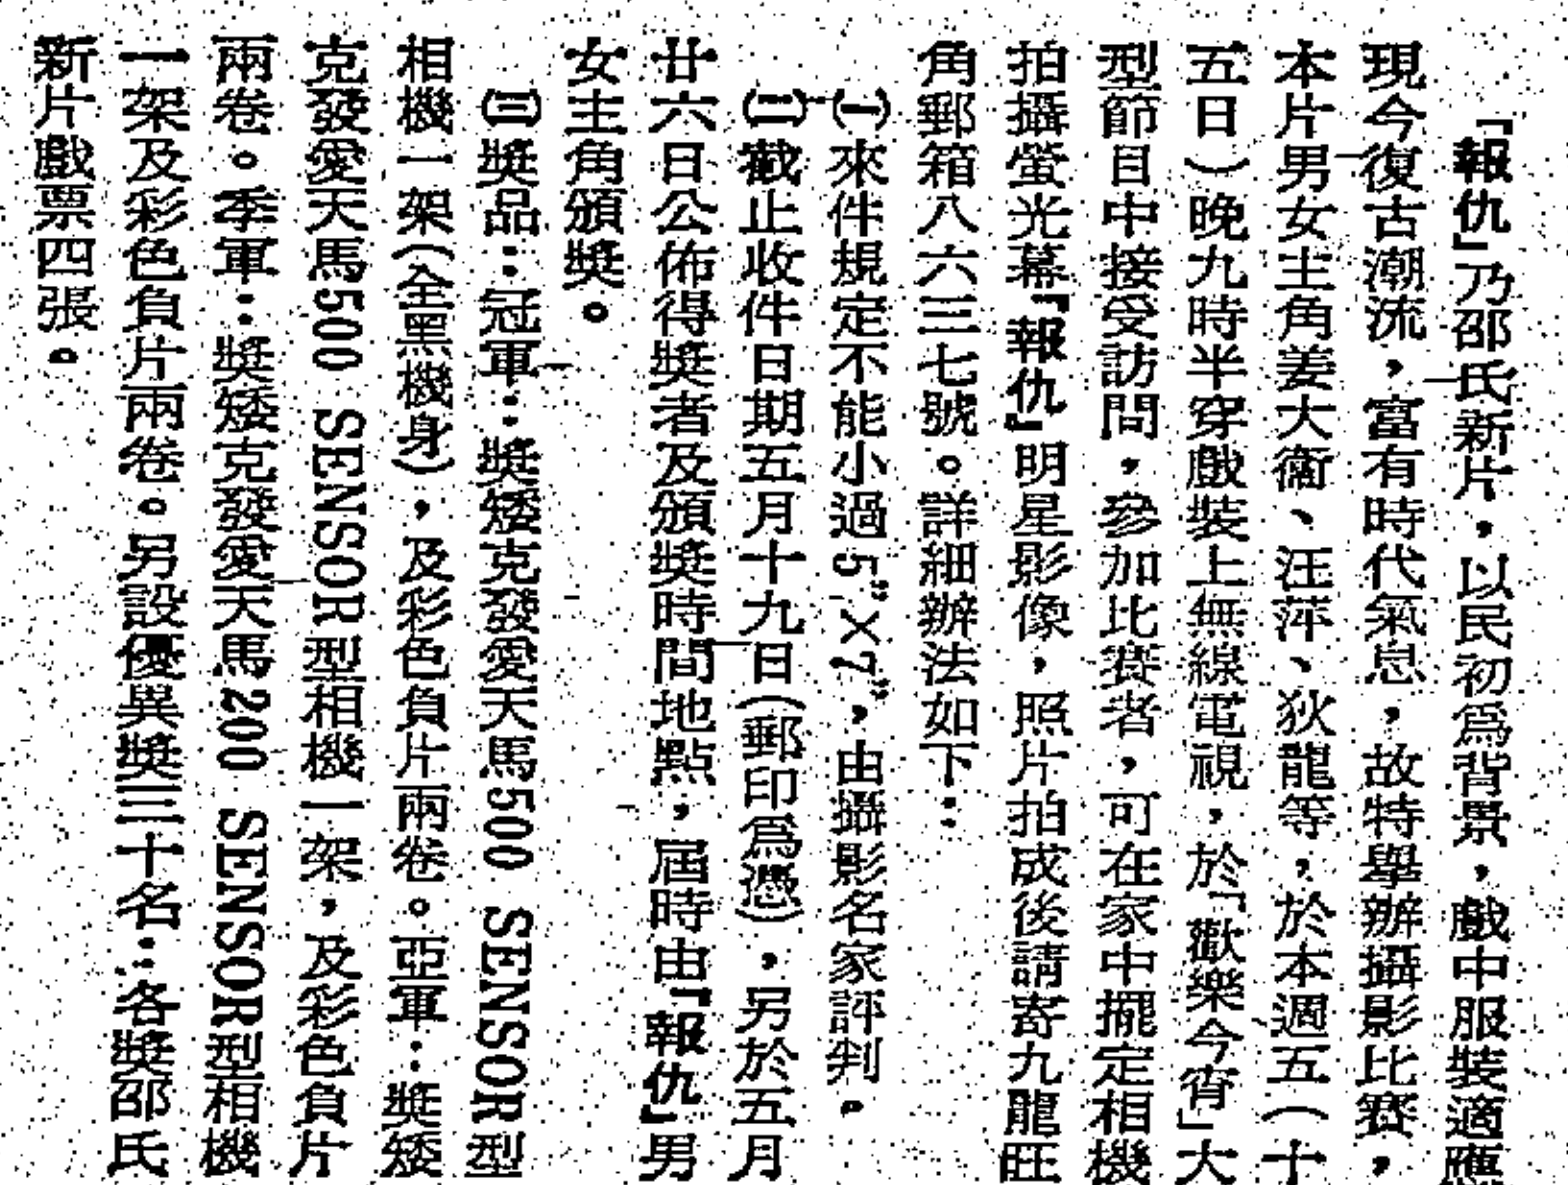 「報仇」乃邵氏新片，以民初爲背景，戲中服裝適應
現今復古潮流，富有時代氣息，故特舉辦攝影比賽，
本片男女主角姜大衞、汪萍、狄龍等，於本週五（十
五日）晚九時半穿戲裝上無線電視，於「歡樂今宵」大
型節目中接受訪問，參加比賽者，可在家中擺定相機
拍攝螢光幕『報仇』明星影像，照片拍成後請寄九龍旺
角郵箱八六三七號。詳細辦法如下：
㈠來件規定不能小過5”×7”，由攝影名家評判。
㈡截止收件日期五月十九日（郵印爲憑），另於五月
廿六日公佈得獎者及頒獎時間地點，屆時由『報仇』男
女主角頒獎。
㈢獎品：冠軍：獎矮克發愛天馬500 SENSOR型
相機一架（全黑機身），及彩色負片兩卷。亞軍：獎矮
克發愛天馬500 SENSOR型相機一架，及彩色負片
兩卷。季軍：獎矮克發愛天馬200 SENSOR型相機
一架及彩色負片兩卷。另設優異獎三十名：各獎邵氏
新片戲票四張。